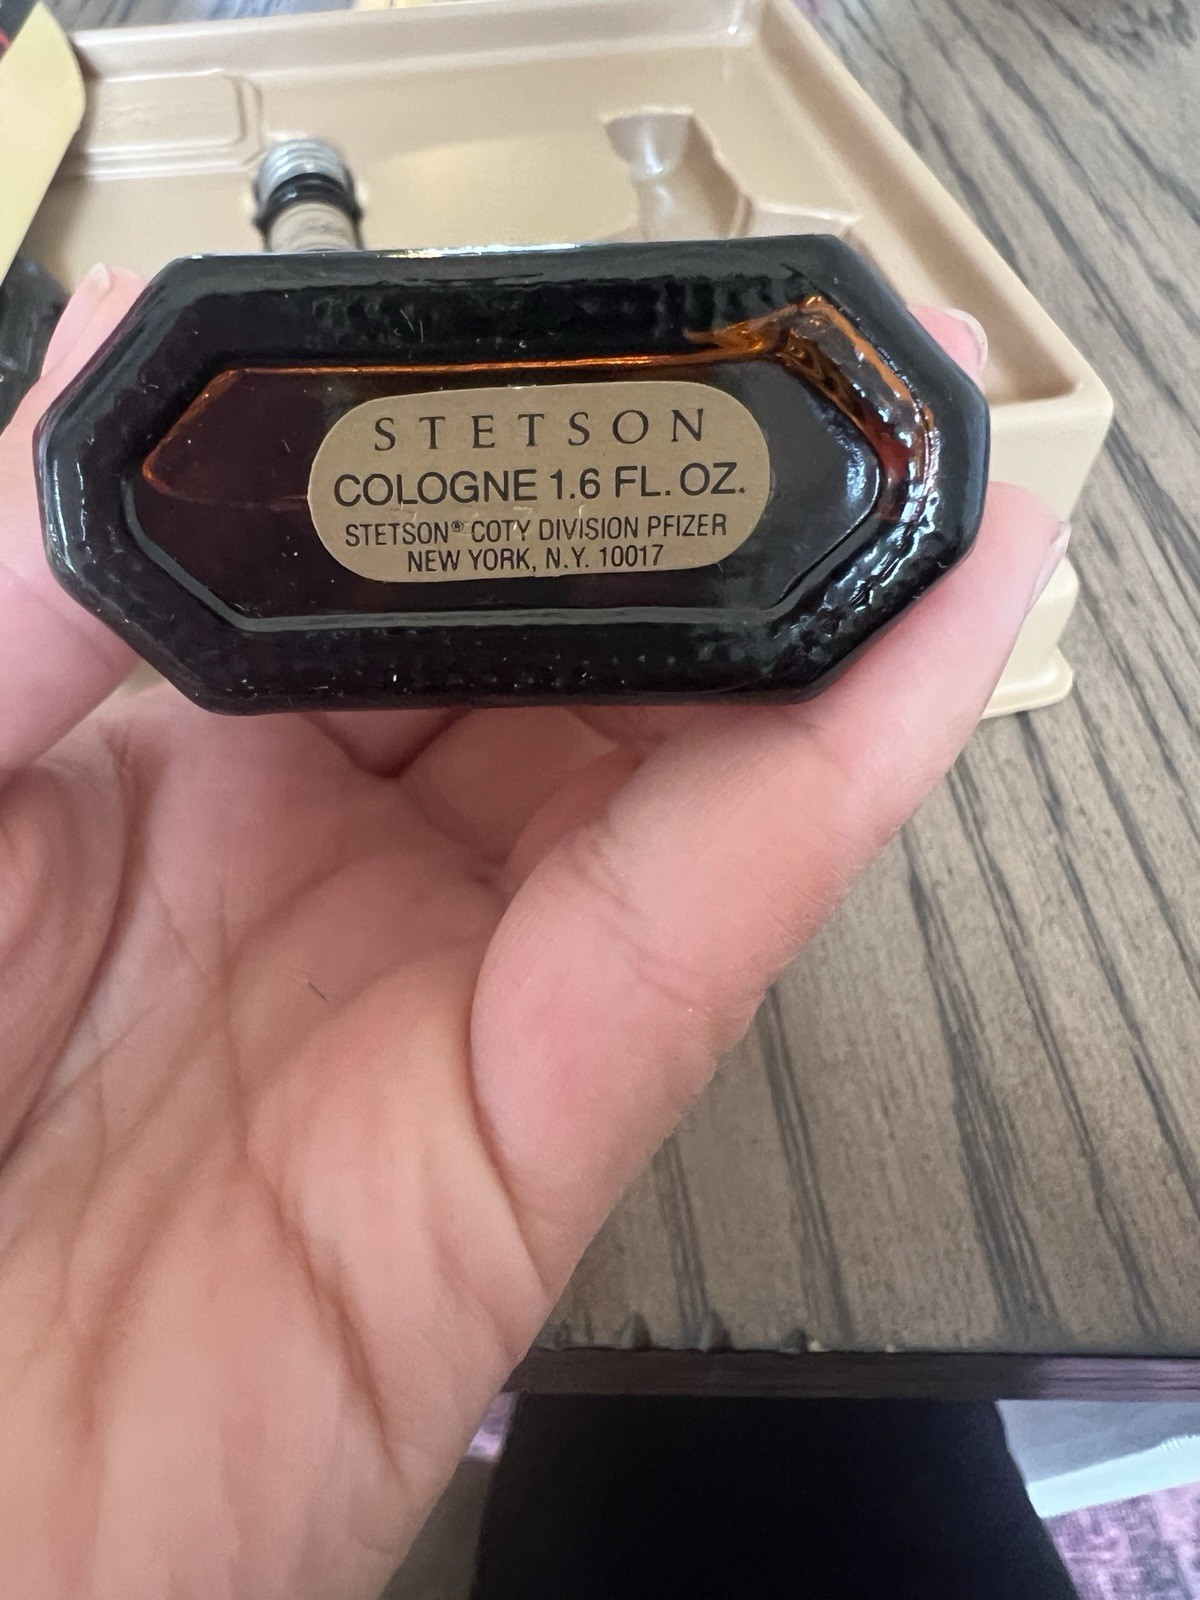 STETSON
COLOGNE 1.6 FL. OZ.
STETSON® COTY DIVISION PFIZER
NEW YORK, N.Y. 10017